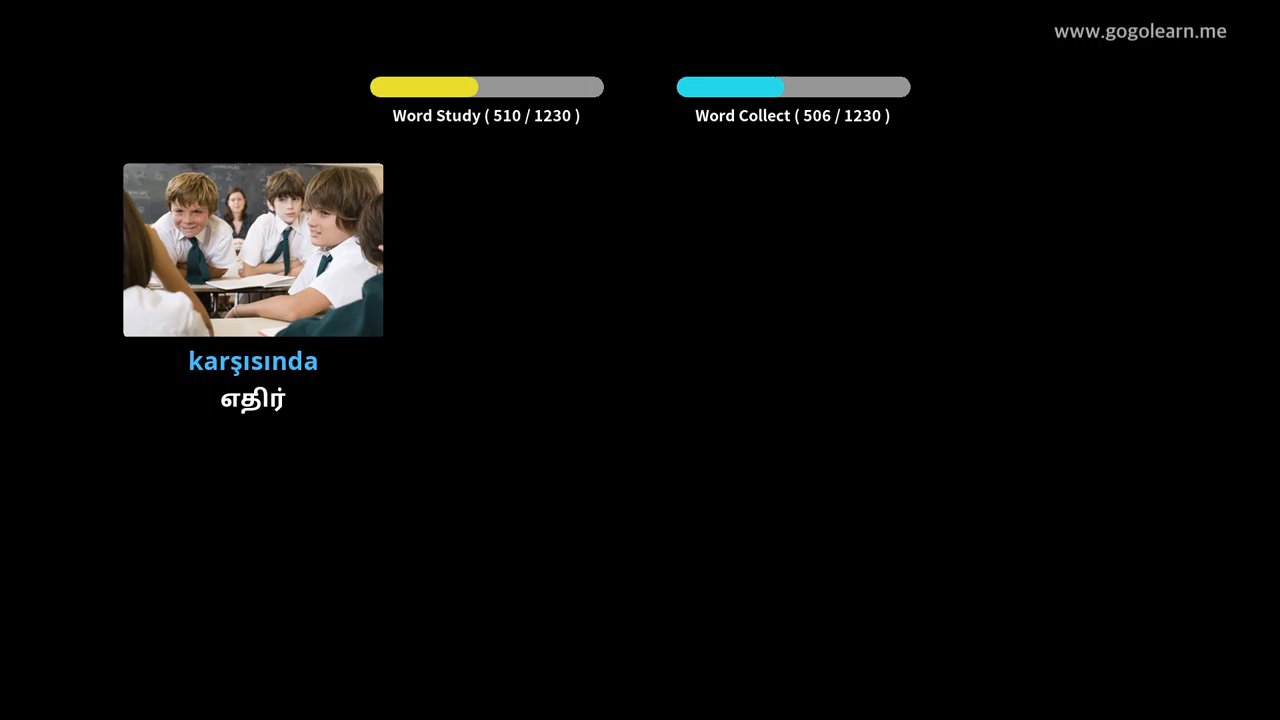 www.gogolearn.me
Word Study ( 510 / 1230 )
Word Collect ( 506 / 1230 )
karşısında
எதிர்